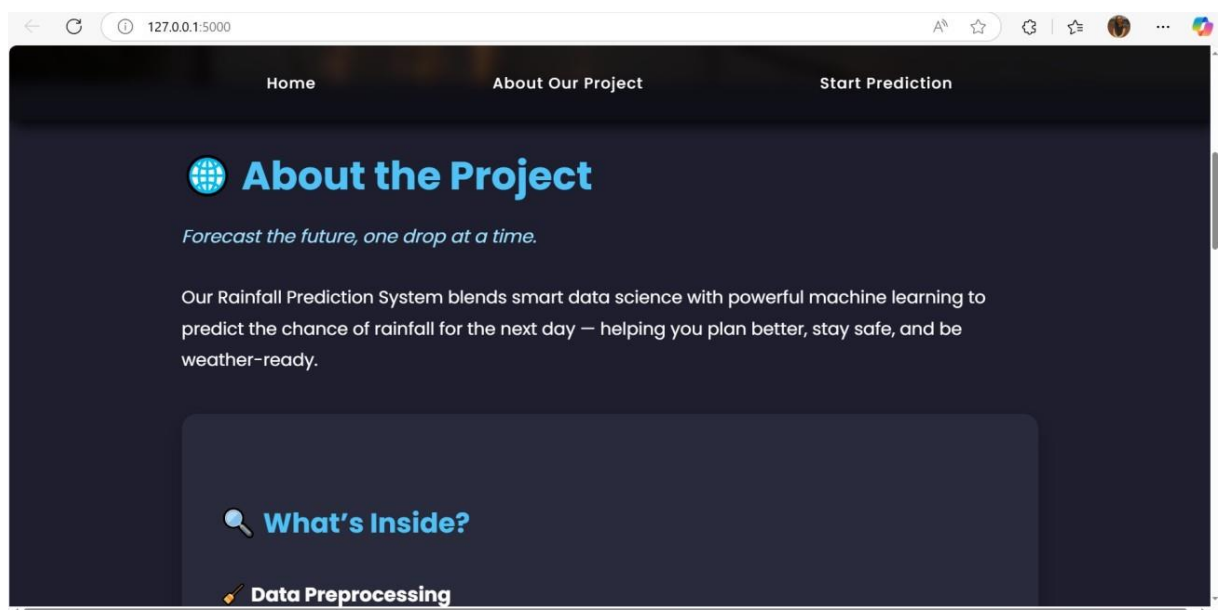 127.0.0.1:5000
Home About Our Project Start Prediction
About the Project
Forecast the future, one drop at a time.
Our Rainfall Prediction System blends smart data science with powerful machine learning to
predict the chance of rainfall for the next day — helping you plan better, stay safe, and be
weather-ready.
What’s Inside?
Data Preprocessing